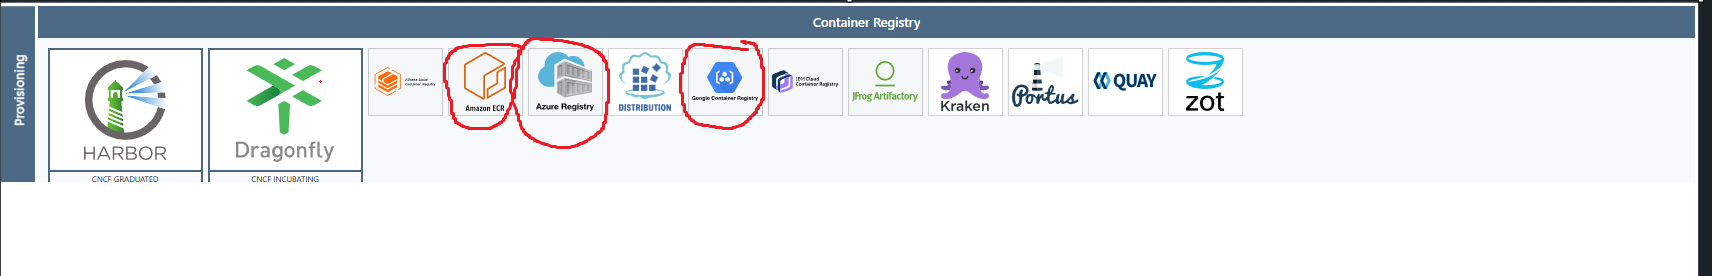 Container Registry
Provisioning
HARBOR
CNCF GRADUATED
Dragonfly
CNCF INCUBATING
Alibaba Cloud
Container Registry
Amazon ECR
Azure Registry
DISTRIBUTION
Google Container Registry
IBM Cloud
Container Registry
JFrog Artifactory
Kraken
Portus
QUAY
zot